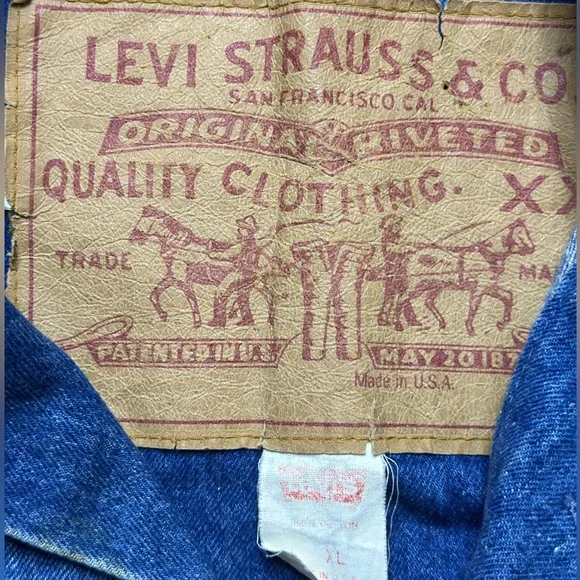 LEVI STRAUSS & CO
SAN FRANCISCO CAL
ORIGINAL RIVETED
QUALITY CLOTHING. XX
TRADE MA
PATENTED IN U.S. MAY 20 187
Made in U.S.A.
XL